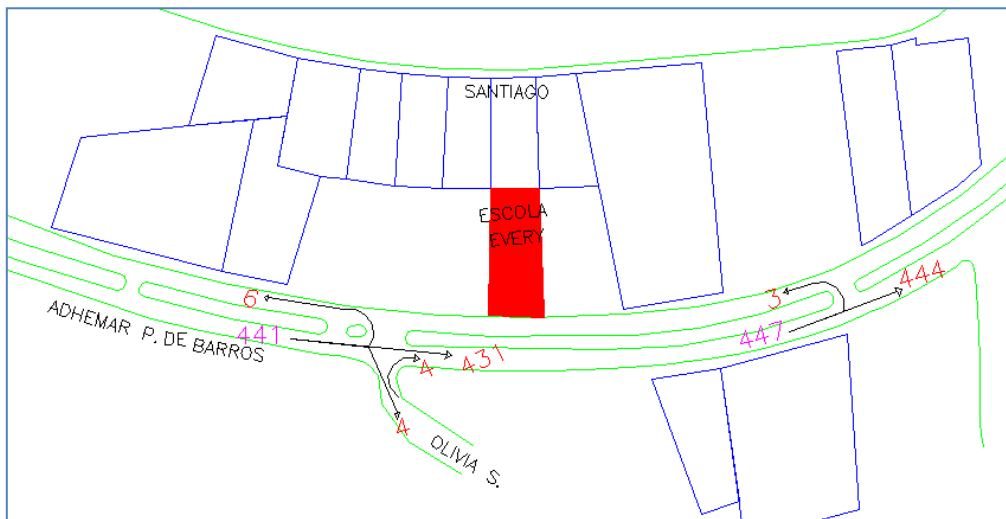 SANTIAGO
ESCOLA
EVERY
6
3
444
ADHEMAR P. DE BARROS
441
447
4
431
4
OLIVIA S.